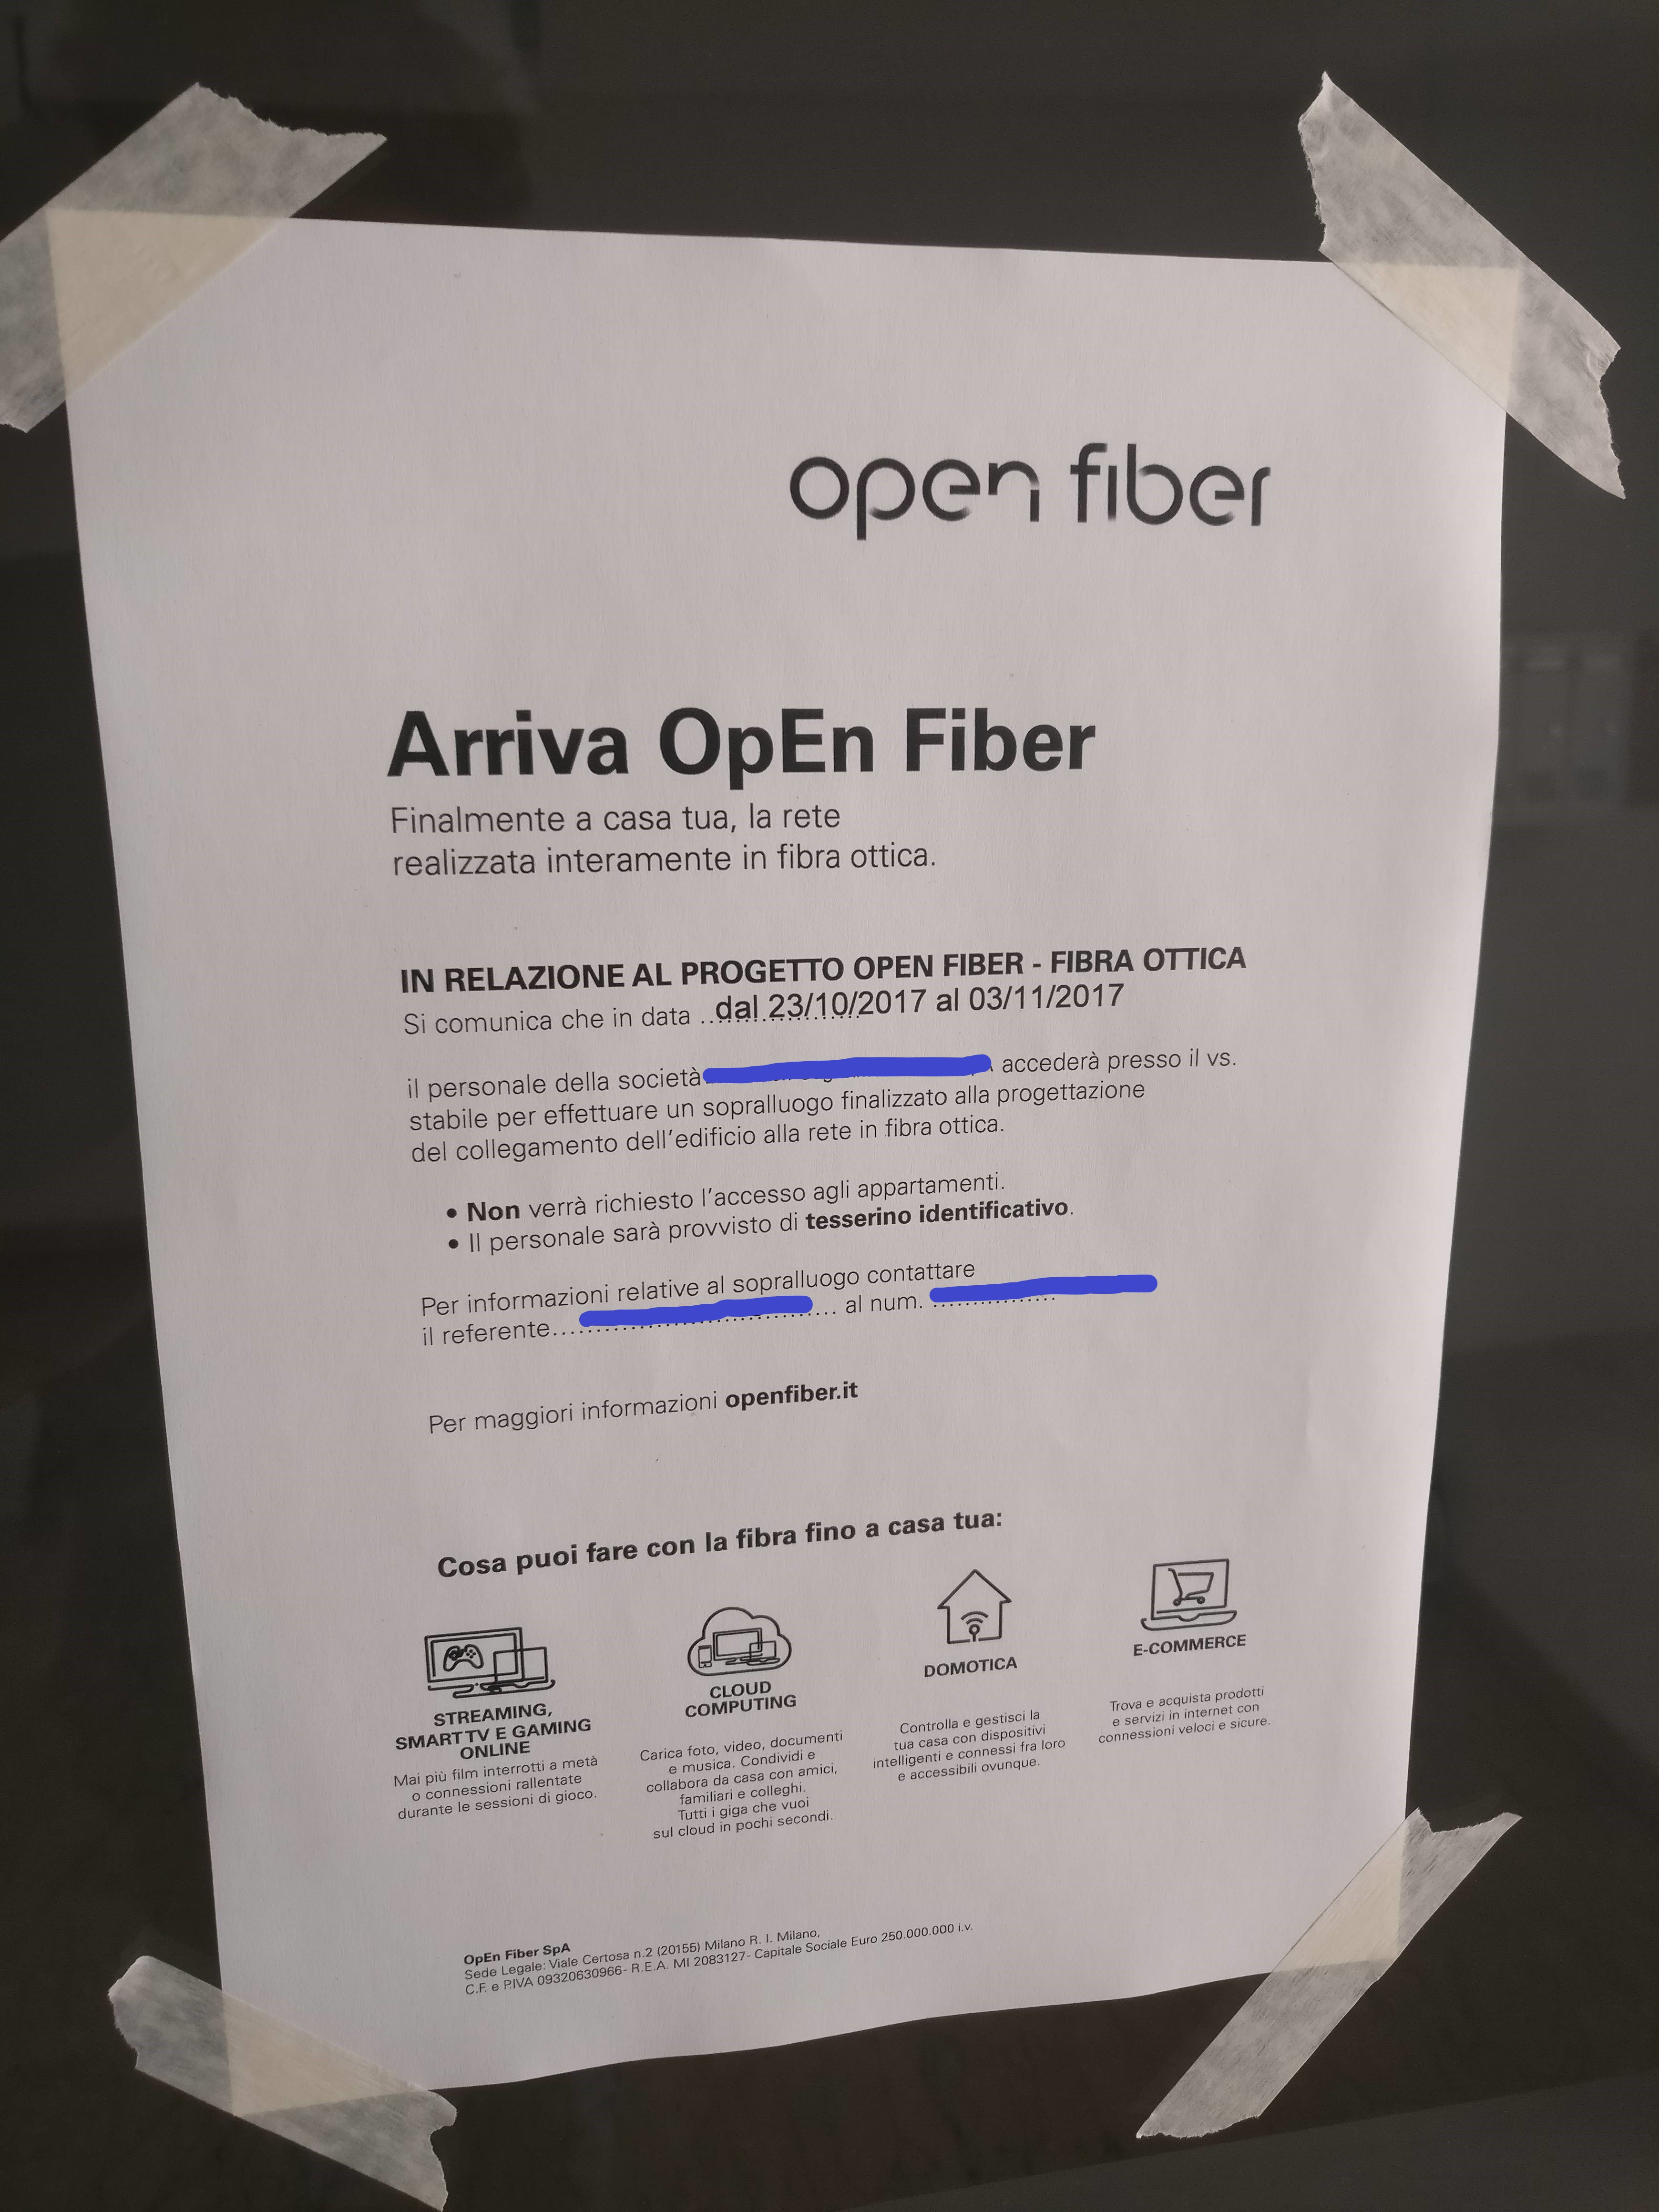 open fiber
Arriva OpEn Fiber
Finalmente a casa tua, la rete
realizzata interamente in fibra ottica.
IN RELAZIONE AL PROGETTO OPEN FIBER - FIBRA OTTICA
Si comunica che in data ..dal 23/10/2017 al 03/11/2017
il personale della società accederà presso il vs.
stabile per effettuare un sopralluogo finalizzato alla progettazione
del collegamento dell'edificio alla rete in fibra ottica.
• Non verrà richiesto l'accesso agli appartamenti.
• Il personale sarà provvisto di tesserino identificativo.
Per informazioni relative al sopralluogo contattare
il referente.................................... al num. ................
Per maggiori informazioni openfiber.it
Cosa puoi fare con la fibra fino a casa tua:
STREAMING,
SMART TV E GAMING
ONLINE
Mai più film interrotti a metà
o connessioni rallentate
durante le sessioni di gioco.
CLOUD
COMPUTING
Carica foto, video, documenti
e musica. Condividi e
collabora da casa con amici,
familiari e colleghi.
Tutti i giga che vuoi
sul cloud in pochi secondi.
DOMOTICA
Controlla e gestisci la
tua casa con dispositivi
intelligenti e connessi fra loro
e accessibili ovunque.
E-COMMERCE
Trova e acquista prodotti
e servizi in internet con
connessioni veloci e sicure.
OpEn Fiber SpA
Sede Legale: Viale Certosa n.2 (20155) Milano R. I. Milano,
C.F. e P.IVA 09320630966- R.E.A. MI 2083127- Capitale Sociale Euro 250.000.000 i.v.